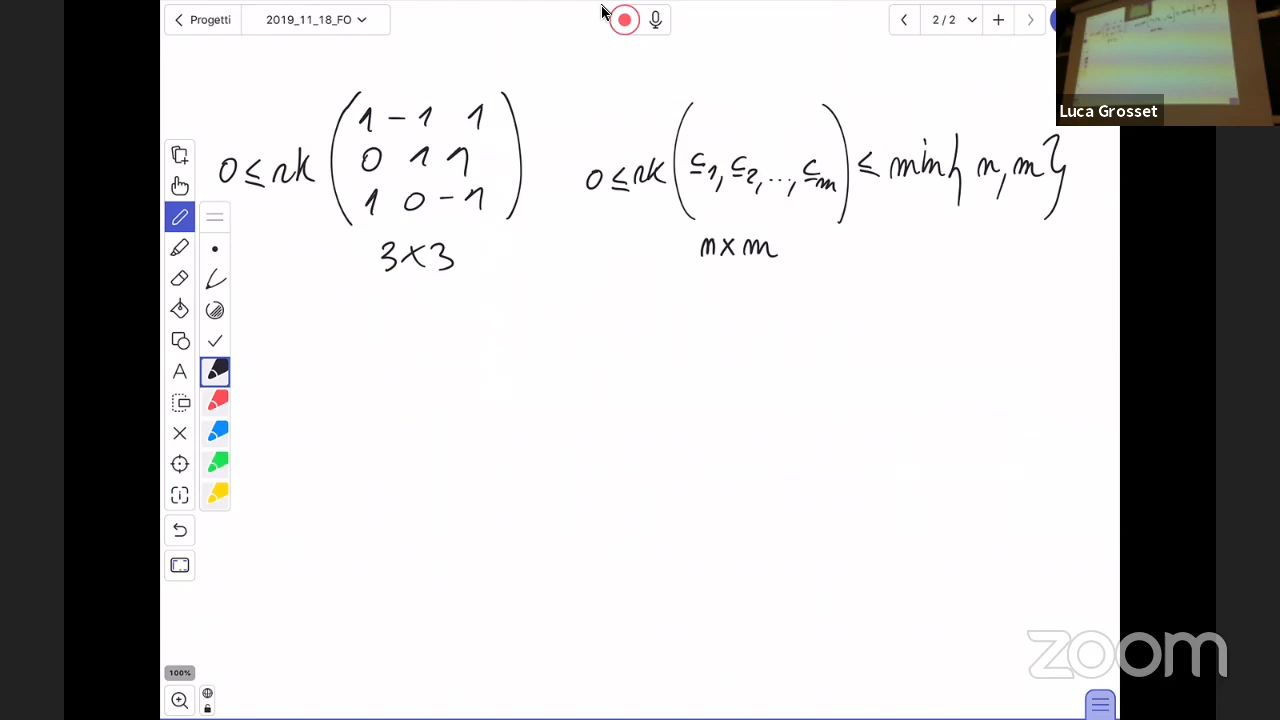 Progetti 2019_11_18_FO 2/2
Luca Grosset
0 ≤ rk ( 1 -1 1
0 1 1
1 0 -1 )
3×3
0 ≤ rk ( c1, c2, ..., cm ) ≤ min{ n, m }
n×m
A
100%
zoom